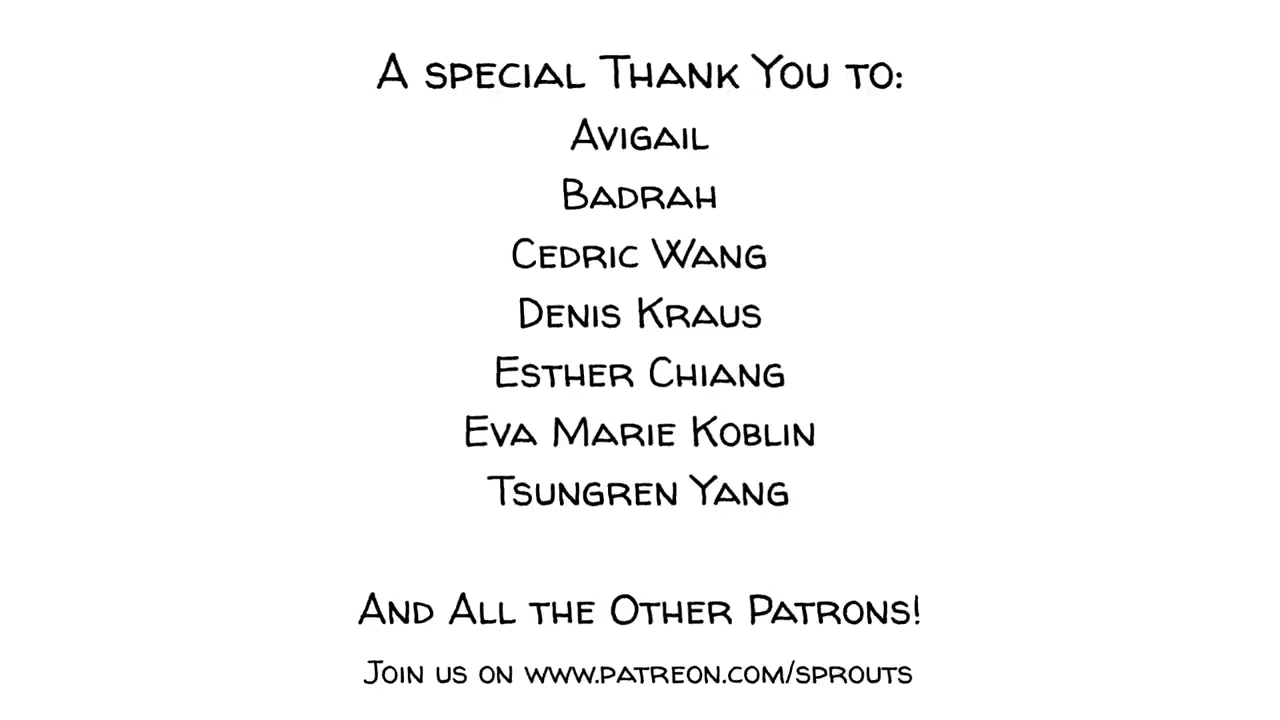 A special Thank You to:
Avigail
Badrah
Cedric Wang
Denis Kraus
Esther Chiang
Eva Marie Koblin
Tsungren Yang
And All the Other Patrons!
Join us on www.patreon.com/sprouts